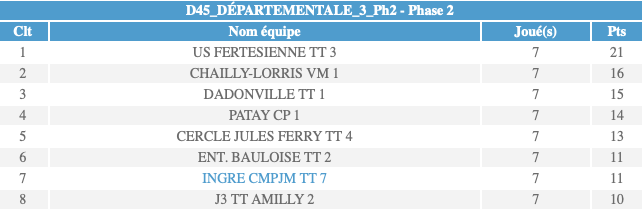 D45_DÉPARTEMENTALE_3_Ph2 - Phase 2
Clt Nom équipe Joué(s) Pts
1 US FERTESIENNE TT 3 7 21
2 CHAILLY-LORRIS VM 1 7 16
3 DADONVILLE TT 1 7 15
4 PATAY CP 1 7 14
5 CERCLE JULES FERRY TT 4 7 13
6 ENT. BAULOISE TT 2 7 11
7 INGRE CMPJM TT 7 7 11
8 J3 TT AMILLY 2 7 10